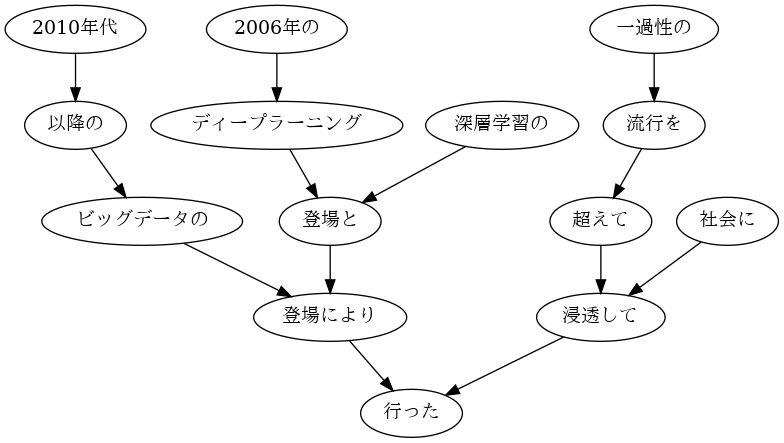 2010年代
2006年の
一過性の
以降の
ディープラーニング
深層学習の
流行を
ビッグデータの
登場と
超えて
社会に
登場により
浸透して
行った